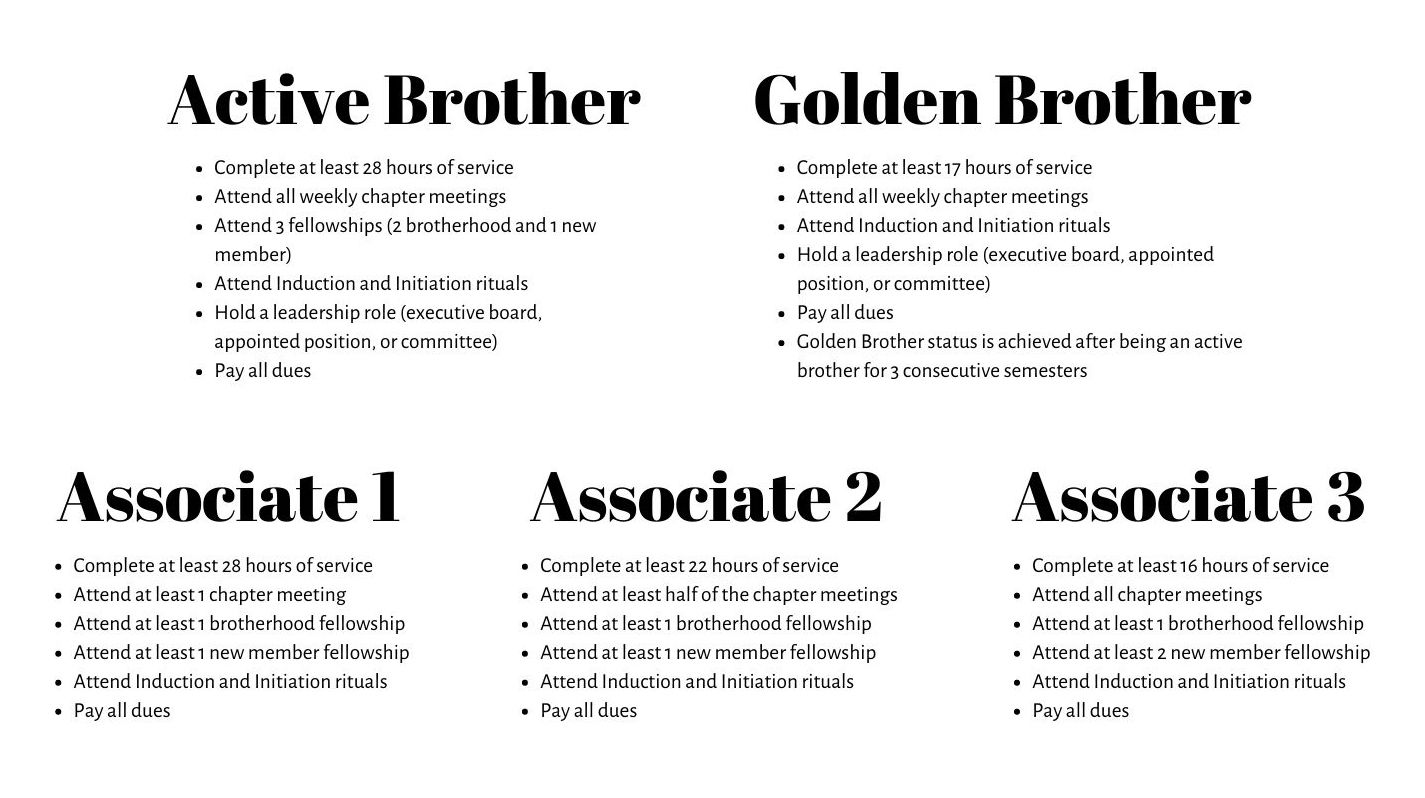 Active Brother
• Complete at least 28 hours of service
• Attend all weekly chapter meetings
• Attend 3 fellowships (2 brotherhood and 1 new
member)
• Attend Induction and Initiation rituals
• Hold a leadership role (executive board,
appointed position, or committee)
• Pay all dues
Golden Brother
• Complete at least 17 hours of service
• Attend all weekly chapter meetings
• Attend Induction and Initiation rituals
• Hold a leadership role (executive board, appointed
position, or committee)
• Pay all dues
• Golden Brother status is achieved after being an active
brother for 3 consecutive semesters
Associate 1
• Complete at least 28 hours of service
• Attend at least 1 chapter meeting
• Attend at least 1 brotherhood fellowship
• Attend at least 1 new member fellowship
• Attend Induction and Initiation rituals
• Pay all dues
Associate 2
• Complete at least 22 hours of service
• Attend at least half of the chapter meetings
• Attend at least 1 brotherhood fellowship
• Attend at least 1 new member fellowship
• Attend Induction and Initiation rituals
• Pay all dues
Associate 3
• Complete at least 16 hours of service
• Attend all chapter meetings
• Attend at least 1 brotherhood fellowship
• Attend at least 2 new member fellowship
• Attend Induction and Initiation rituals
• Pay all dues